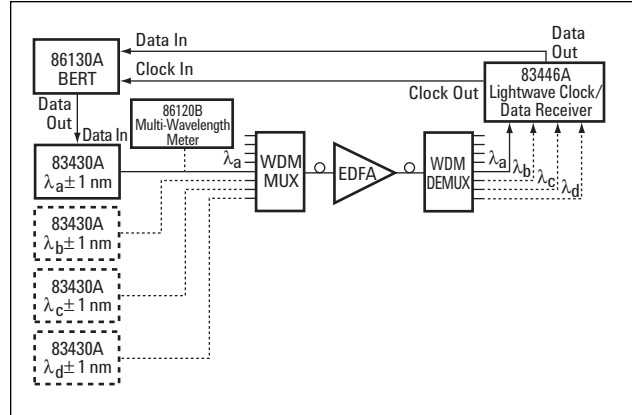 86130A
BERT
Data In
Clock In
Data
Out
83446A
Lightwave Clock/
Data Receiver
Clock Out
Data
Out
Data In
86120B
Multi-Wavelength
Meter
83430A
λa± 1 nm
λa
WDM
MUX
EDFA
WDM
DEMUX
λa
λb
λc
λd
83430A
λb± 1 nm
83430A
λc± 1 nm
83430A
λd± 1 nm